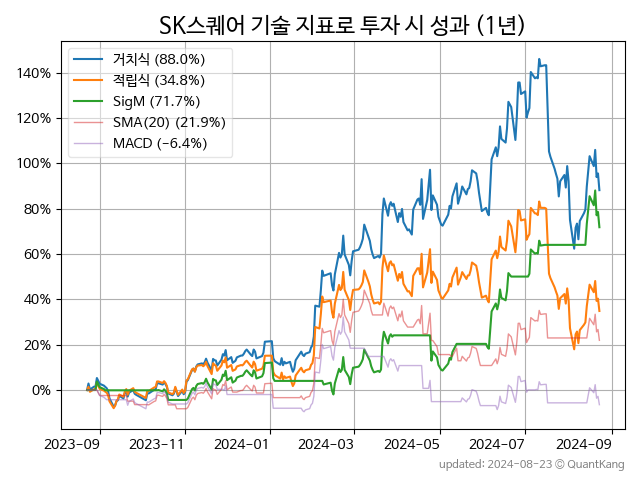 SK스퀘어 기술 지표로 투자 시 성과 (1년)
거치식 (88.0%)
적립식 (34.8%)
SigM (71.7%)
SMA(20) (21.9%)
MACD (-6.4%)
140%
120%
100%
80%
60%
40%
20%
0%
2023-09
2023-11
2024-01
2024-03
2024-05
2024-07
2024-09
updated: 2024-08-23 © QuantKang